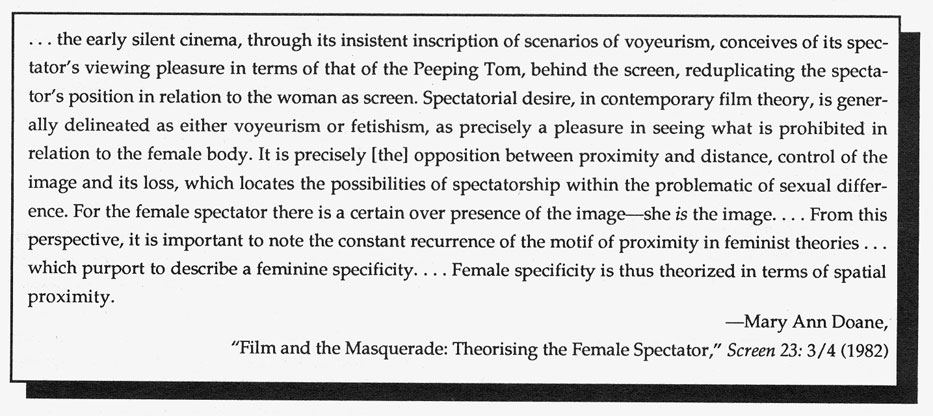 . . . the early silent cinema, through its insistent inscription of scenarios of voyeurism, conceives of its spec-
tator's viewing pleasure in terms of that of the Peeping Tom, behind the screen, reduplicating the specta-
tor's position in relation to the woman as screen. Spectatorial desire, in contemporary film theory, is gener-
ally delineated as either voyeurism or fetishism, as precisely a pleasure in seeing what is prohibited in
relation to the female body. It is precisely [the] opposition between proximity and distance, control of the
image and its loss, which locates the possibilities of spectatorship within the problematic of sexual differ-
ence. For the female spectator there is a certain over presence of the image—she is the image. . . . From this
perspective, it is important to note the constant recurrence of the motif of proximity in feminist theories . . .
which purport to describe a feminine specificity. . . . Female specificity is thus theorized in terms of spatial
proximity.
—Mary Ann Doane,
"Film and the Masquerade: Theorising the Female Spectator," Screen 23: 3/4 (1982)